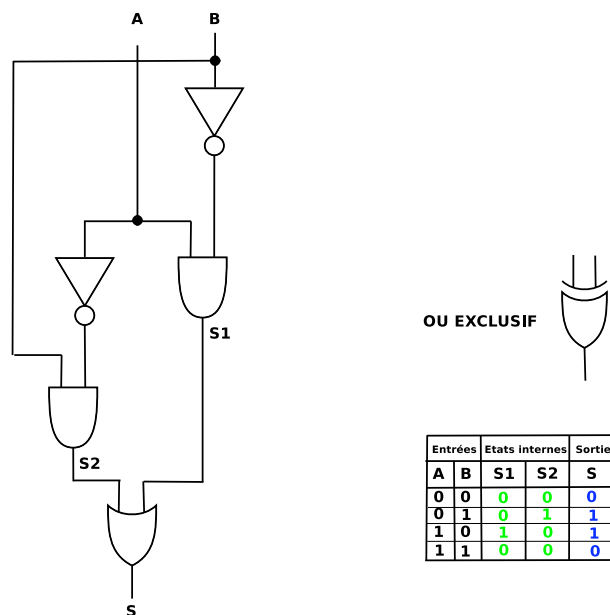 A B
S1
OU EXCLUSIF
S2
S
Entrées Etats internes Sortie
A B S1 S2 S
0 0 0 0 0
0 1 0 1 1
1 0 1 0 1
1 1 0 0 0